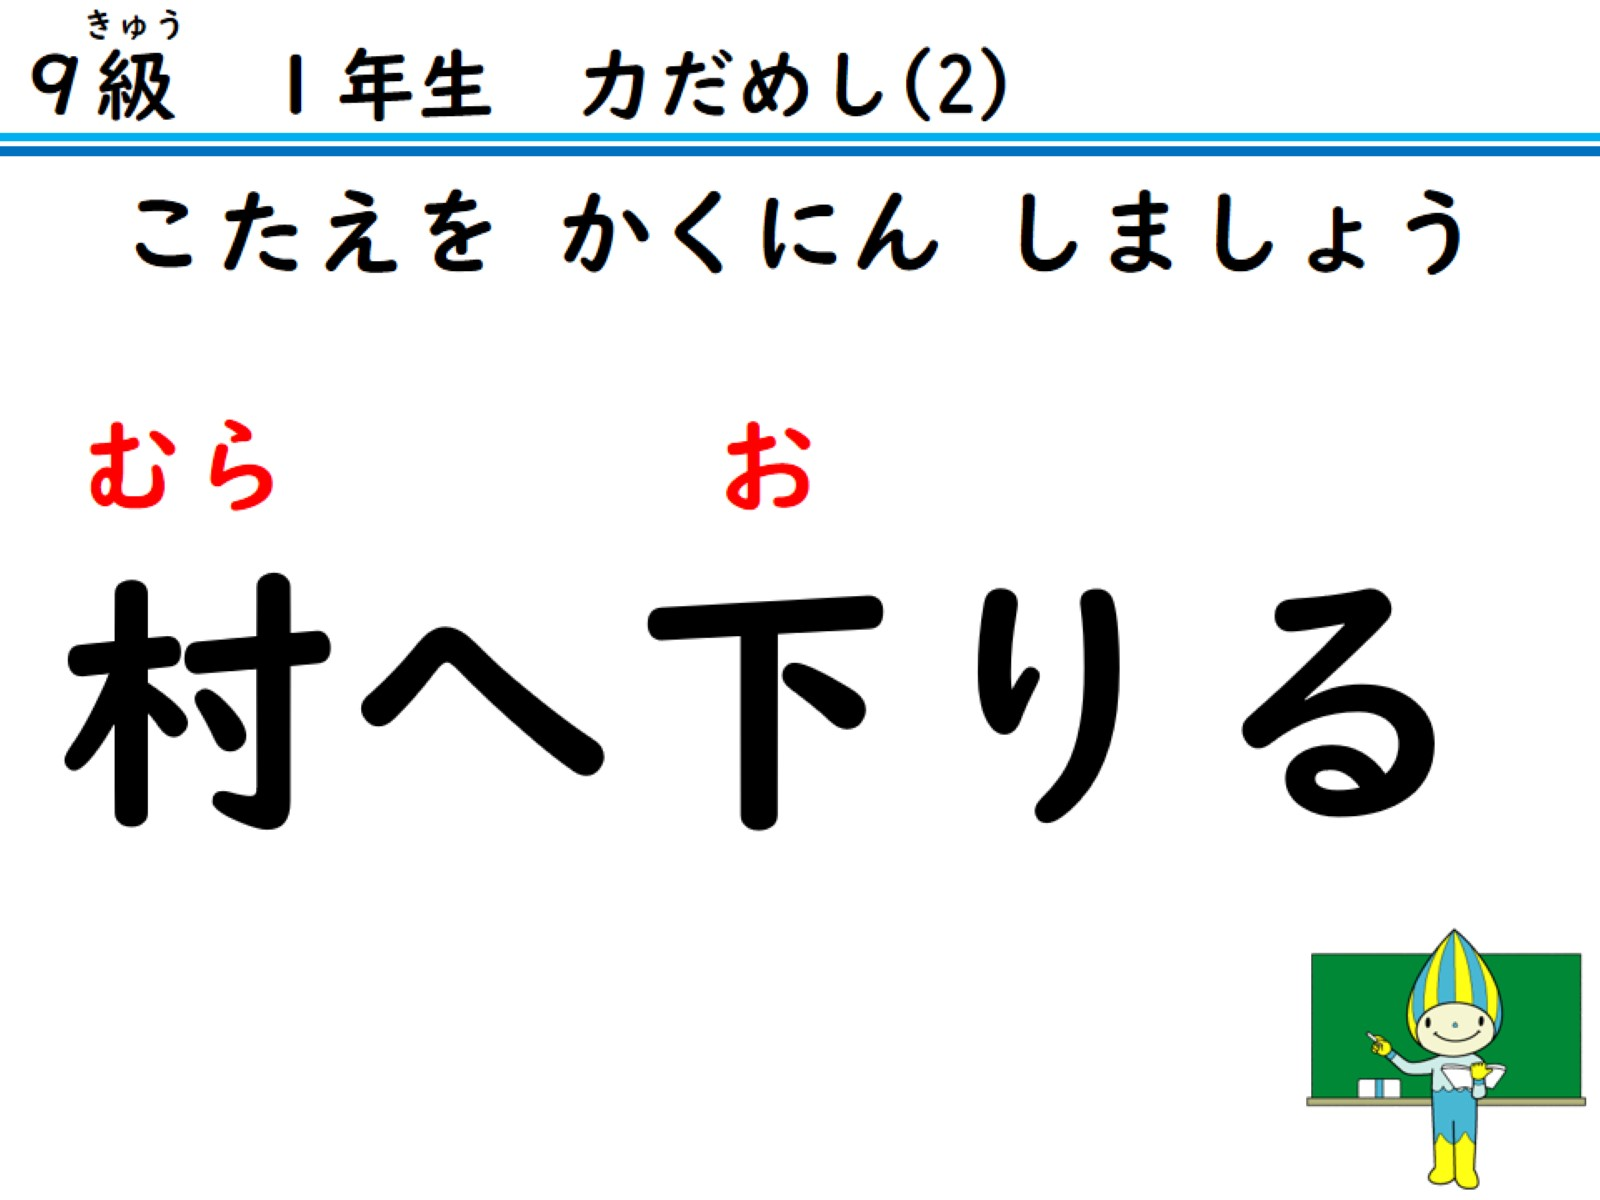 きゅう
９級　１年生　力だめし(2)
こたえを かくにん しましょう
むら　お
村へ下りる